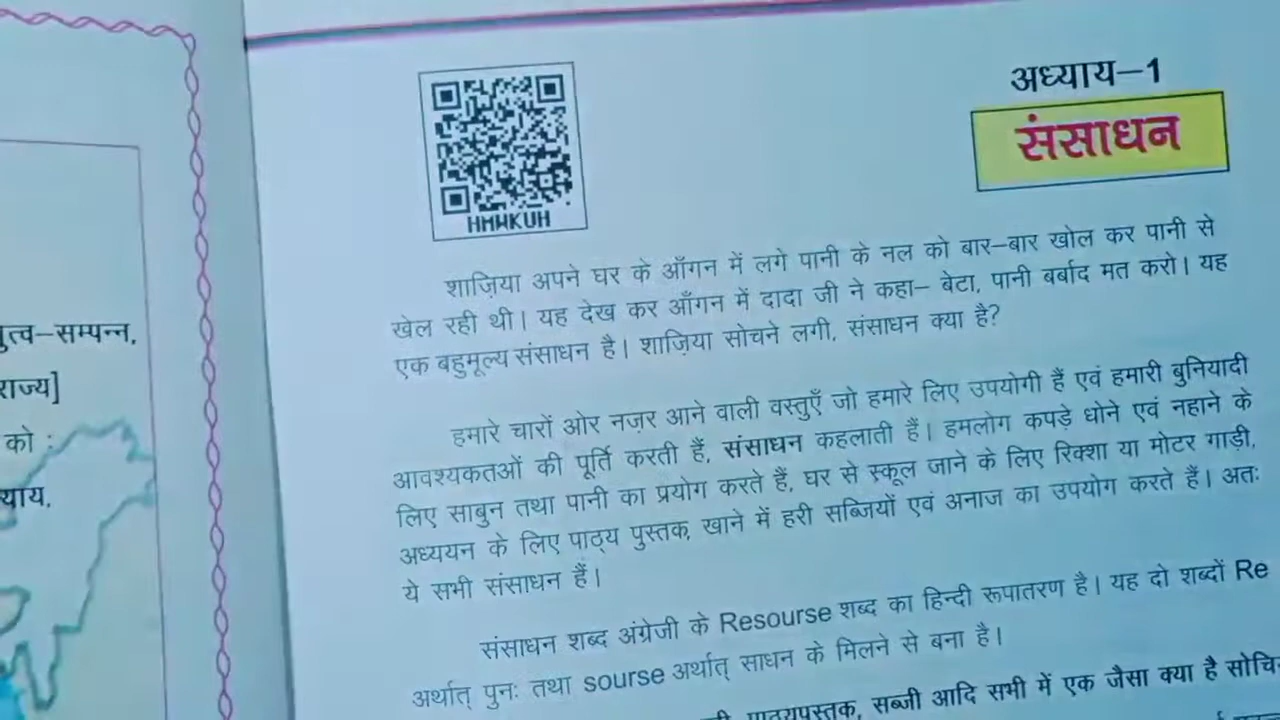 ुत्व–सम्पन्न,
राज्य]
को :
न्याय,
HMWKUH
अध्याय–1
संसाधन
शाज़िया अपने घर के आँगन में लगे पानी के नल को बार–बार खोल कर पानी से
खेल रही थी। यह देख कर आँगन में दादा जी ने कहा– बेटा, पानी बर्बाद मत करो। यह
एक बहुमूल्य संसाधन है। शाज़िया सोचने लगी, संसाधन क्या है?
हमारे चारों ओर नज़र आने वाली वस्तुएँ जो हमारे लिए उपयोगी हैं एवं हमारी बुनियादी
आवश्यकतओं की पूर्ति करती हैं, संसाधन कहलाती हैं। हमलोग कपड़े धोने एवं नहाने के
लिए साबुन तथा पानी का प्रयोग करते हैं, घर से स्कूल जाने के लिए रिक्शा या मोटर गाड़ी,
अध्ययन के लिए पाठ्य पुस्तक, खाने में हरी सब्जियों एवं अनाज का उपयोग करते हैं। अतः
ये सभी संसाधन हैं।
संसाधन शब्द अंग्रेजी के Resourse शब्द का हिन्दी रूपातरण है। यह दो शब्दों Re
अर्थात् पुनः तथा sourse अर्थात् साधन के मिलने से बना है।
पाठ्यपुस्तक, सब्जी आदि सभी में एक जैसा क्या है सोचि